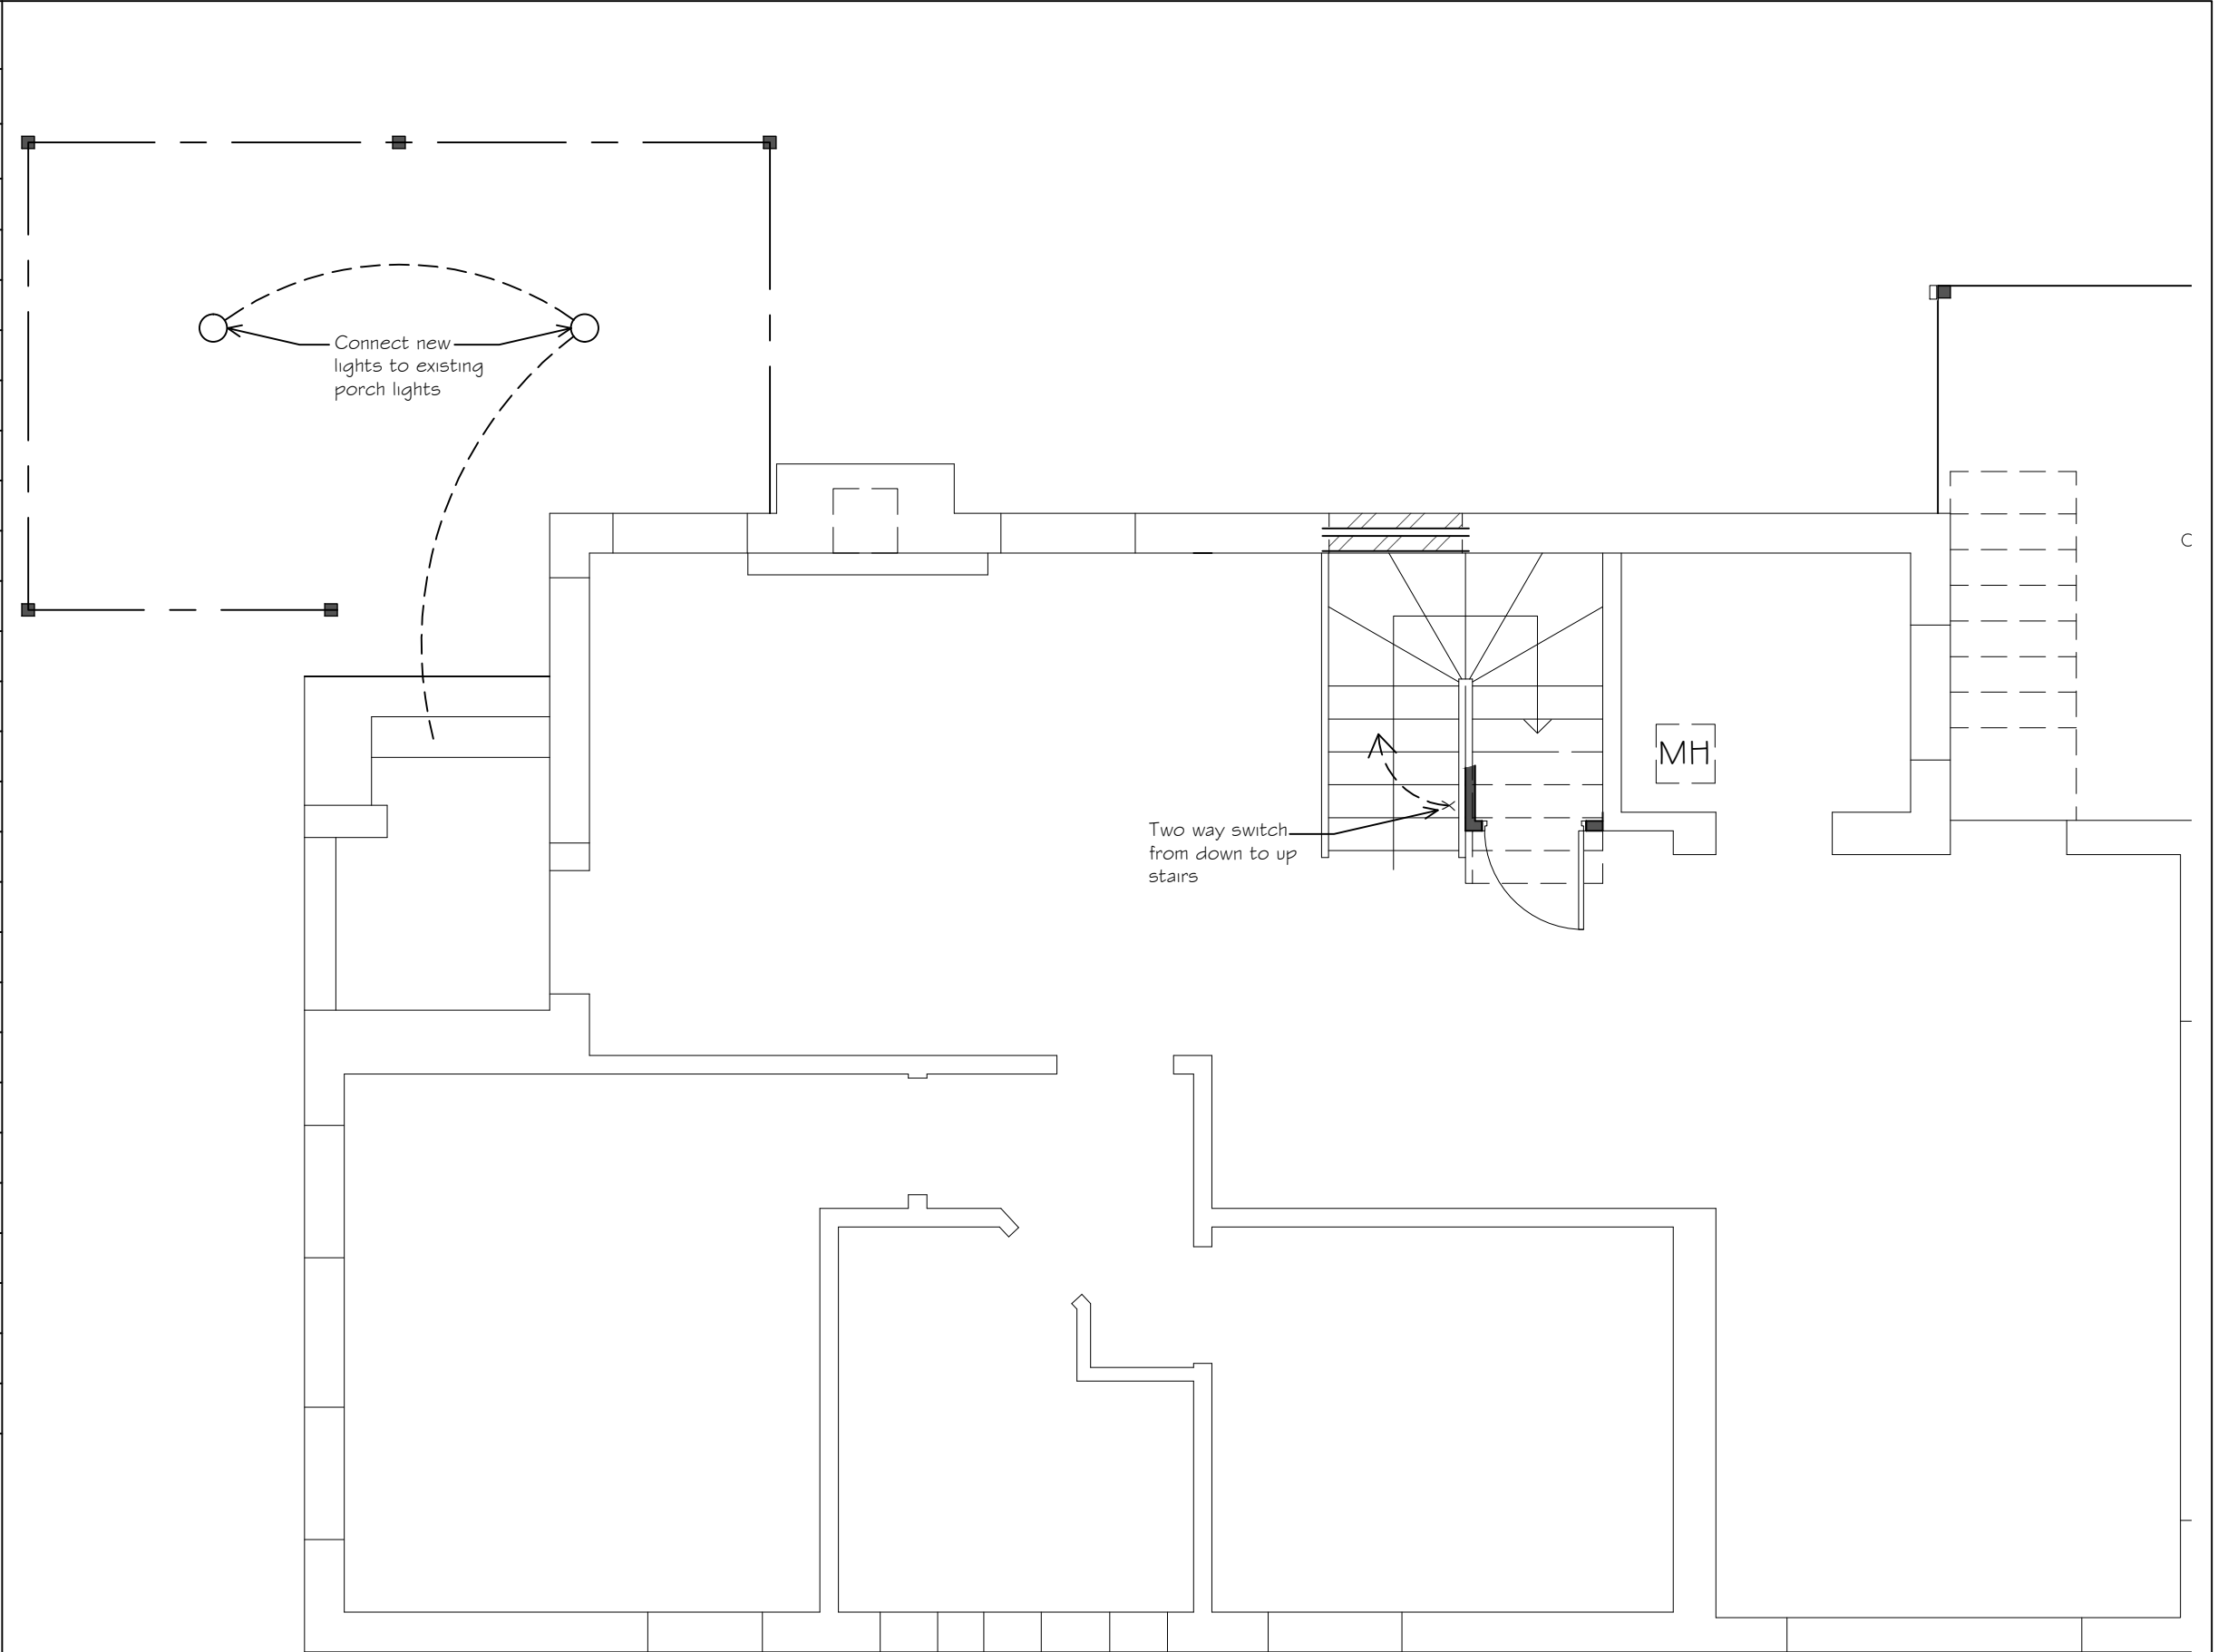 Connect new
lights to existing
porch lights
MH
Two way switch
from down to up
stairs